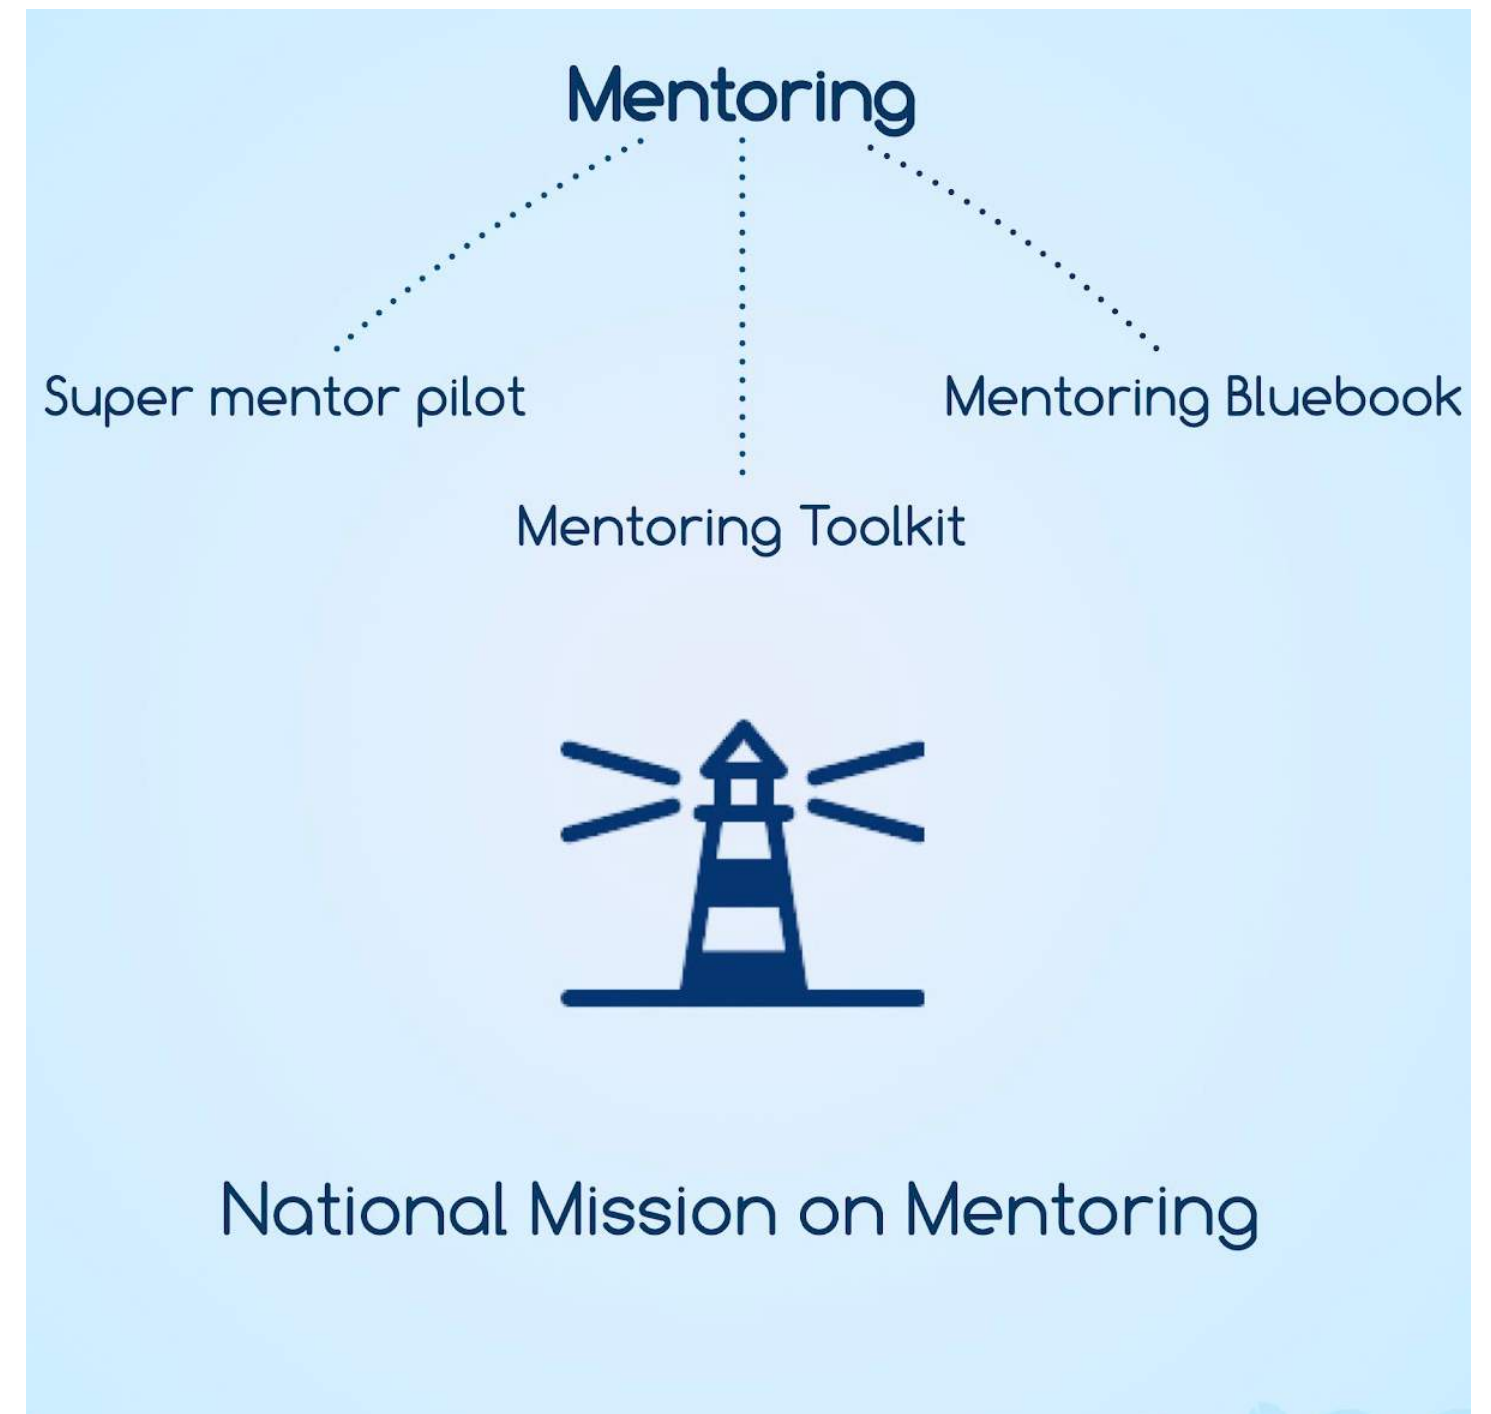 Mentoring
Super mentor pilot
Mentoring Bluebook
Mentoring Toolkit
National Mission on Mentoring